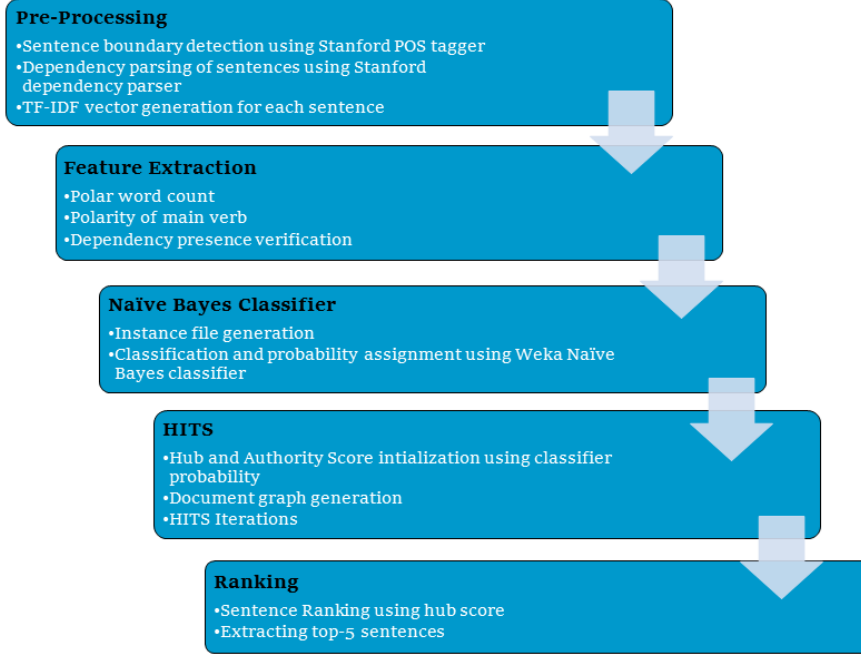 Pre-Processing
•Sentence boundary detection using Stanford POS tagger
•Dependency parsing of sentences using Stanford
dependency parser
•TF-IDF vector generation for each sentence
Feature Extraction
•Polar word count
•Polarity of main verb
•Dependency presence verification
Naïve Bayes Classifier
•Instance file generation
•Classification and probability assignment using Weka Naïve
Bayes classifier
HITS
•Hub and Authority Score intialization using classifier
probability
•Document graph generation
•HITS Iterations
Ranking
•Sentence Ranking using hub score
•Extracting top-5 sentences